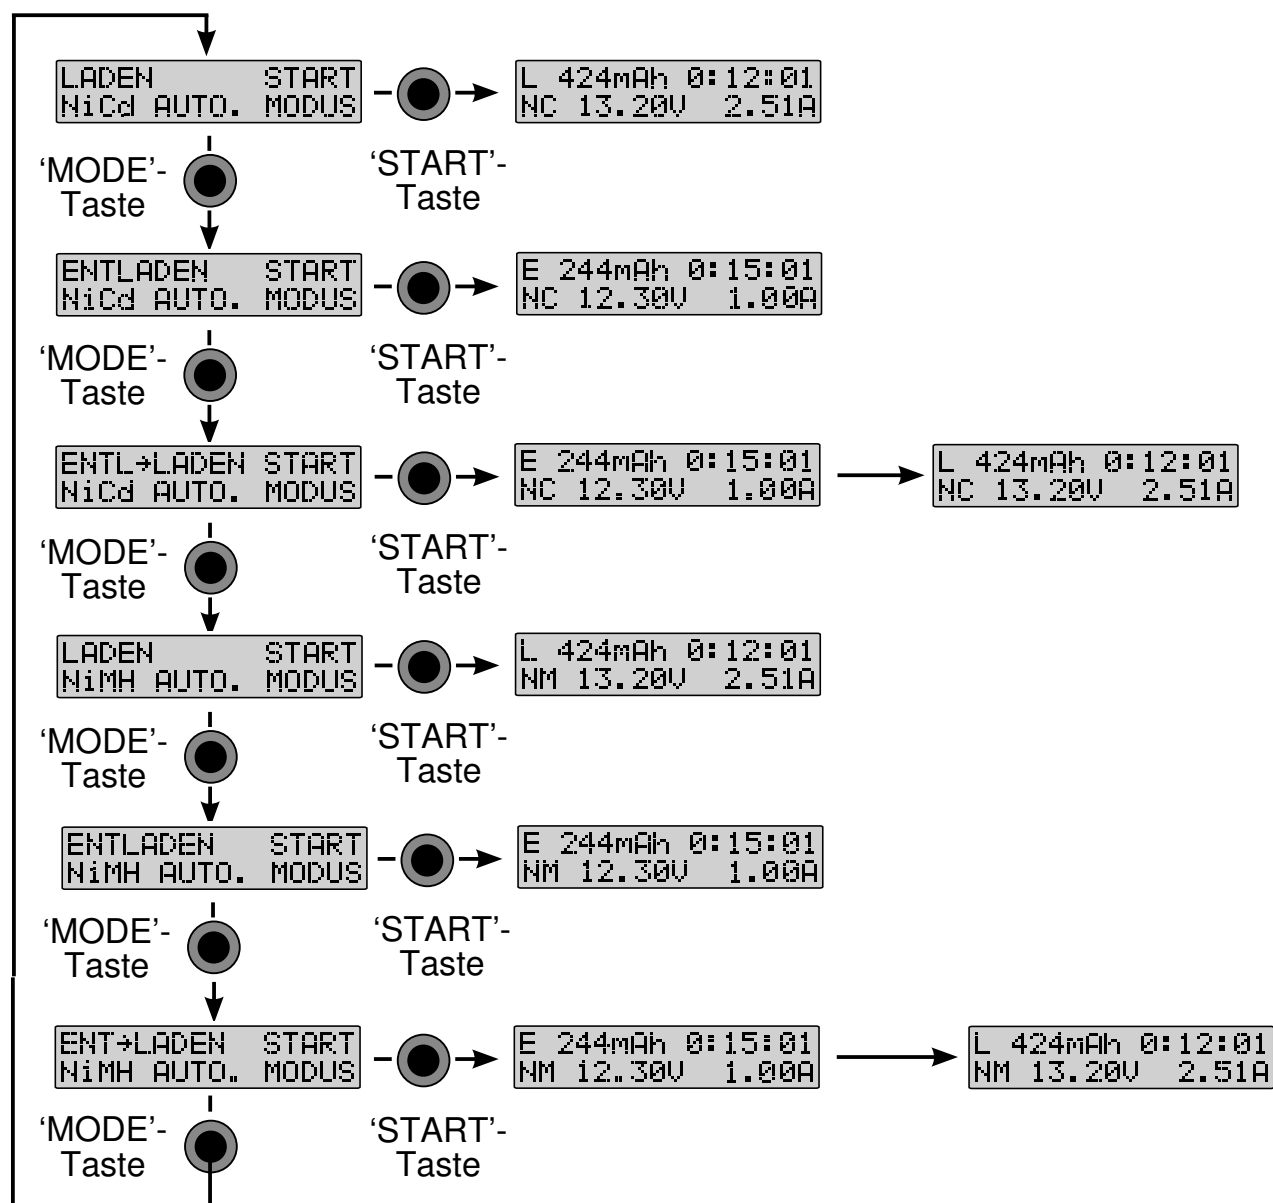 LADEN START
NiCd AUTO. MODUS
L 424mAh 0:12:01
NC 13.20V 2.51A
‘MODE’-
Taste
‘START’-
Taste
ENTLADEN START
NiCd AUTO. MODUS
E 244mAh 0:15:01
NC 12.30V 1.00A
‘MODE’-
Taste
‘START’-
Taste
ENTL→LADEN START
NiCd AUTO. MODUS
E 244mAh 0:15:01
NC 12.30V 1.00A
L 424mAh 0:12:01
NC 13.20V 2.51A
‘MODE’-
Taste
‘START’-
Taste
LADEN START
NiMH AUTO. MODUS
L 424mAh 0:12:01
NM 13.20V 2.51A
‘MODE’-
Taste
‘START’-
Taste
ENTLADEN START
NiMH AUTO. MODUS
E 244mAh 0:15:01
NM 12.30V 1.00A
‘MODE’-
Taste
‘START’-
Taste
ENT→LADEN START
NiMH AUTO. MODUS
E 244mAh 0:15:01
NM 12.30V 1.00A
L 424mAh 0:12:01
NM 13.20V 2.51A
‘MODE’-
Taste
‘START’-
Taste